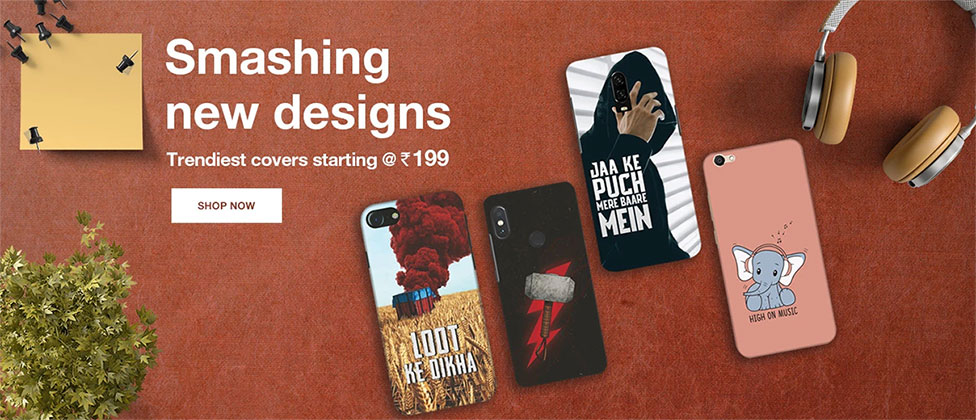 Smashing
new designs
Trendiest covers starting @ ₹199
SHOP NOW
LOOT
KE DIKHA
JAA KE
PUCH
MERE BAARE
MEIN
HIGH ON MUSIC